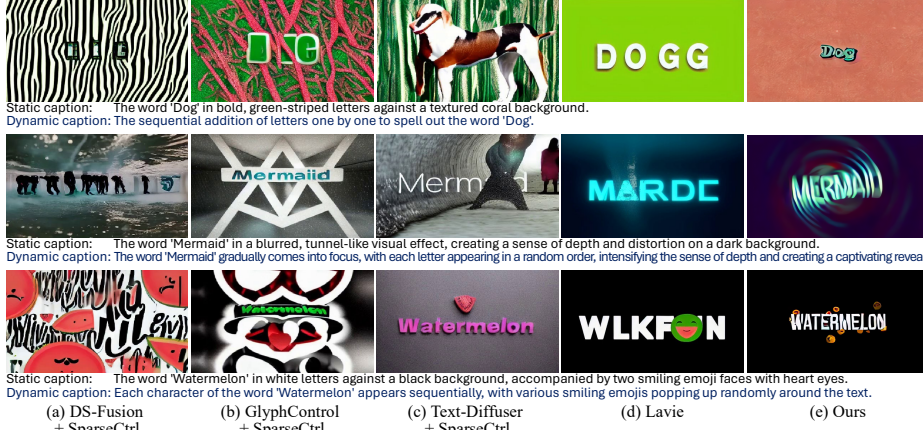 DOGG
Dog
Static caption: The word 'Dog' in bold, green-striped letters against a textured coral background.
Dynamic caption: The sequential addition of letters one by one to spell out the word 'Dog'.
Mermaiid
Merm
MARDC
MERMAID
Static caption: The word 'Mermaid' in a blurred, tunnel-like visual effect, creating a sense of depth and distortion on a dark background.
Dynamic caption: The word 'Mermaid' gradually comes into focus, with each letter appearing in a random order, intensifying the sense of depth and creating a captivating revea
Watermelon
WLKF N
WATERMELON
Static caption: The word 'Watermelon' in white letters against a black background, accompanied by two smiling emoji faces with heart eyes.
Dynamic caption: Each character of the word 'Watermelon' appears sequentially, with various smiling emojis popping up randomly around the text.
(a) DS-Fusion (b) GlyphControl (c) Text-Diffuser (d) Lavie (e) Ours
+ SparseCtrl + SparseCtrl + SparseCtrl